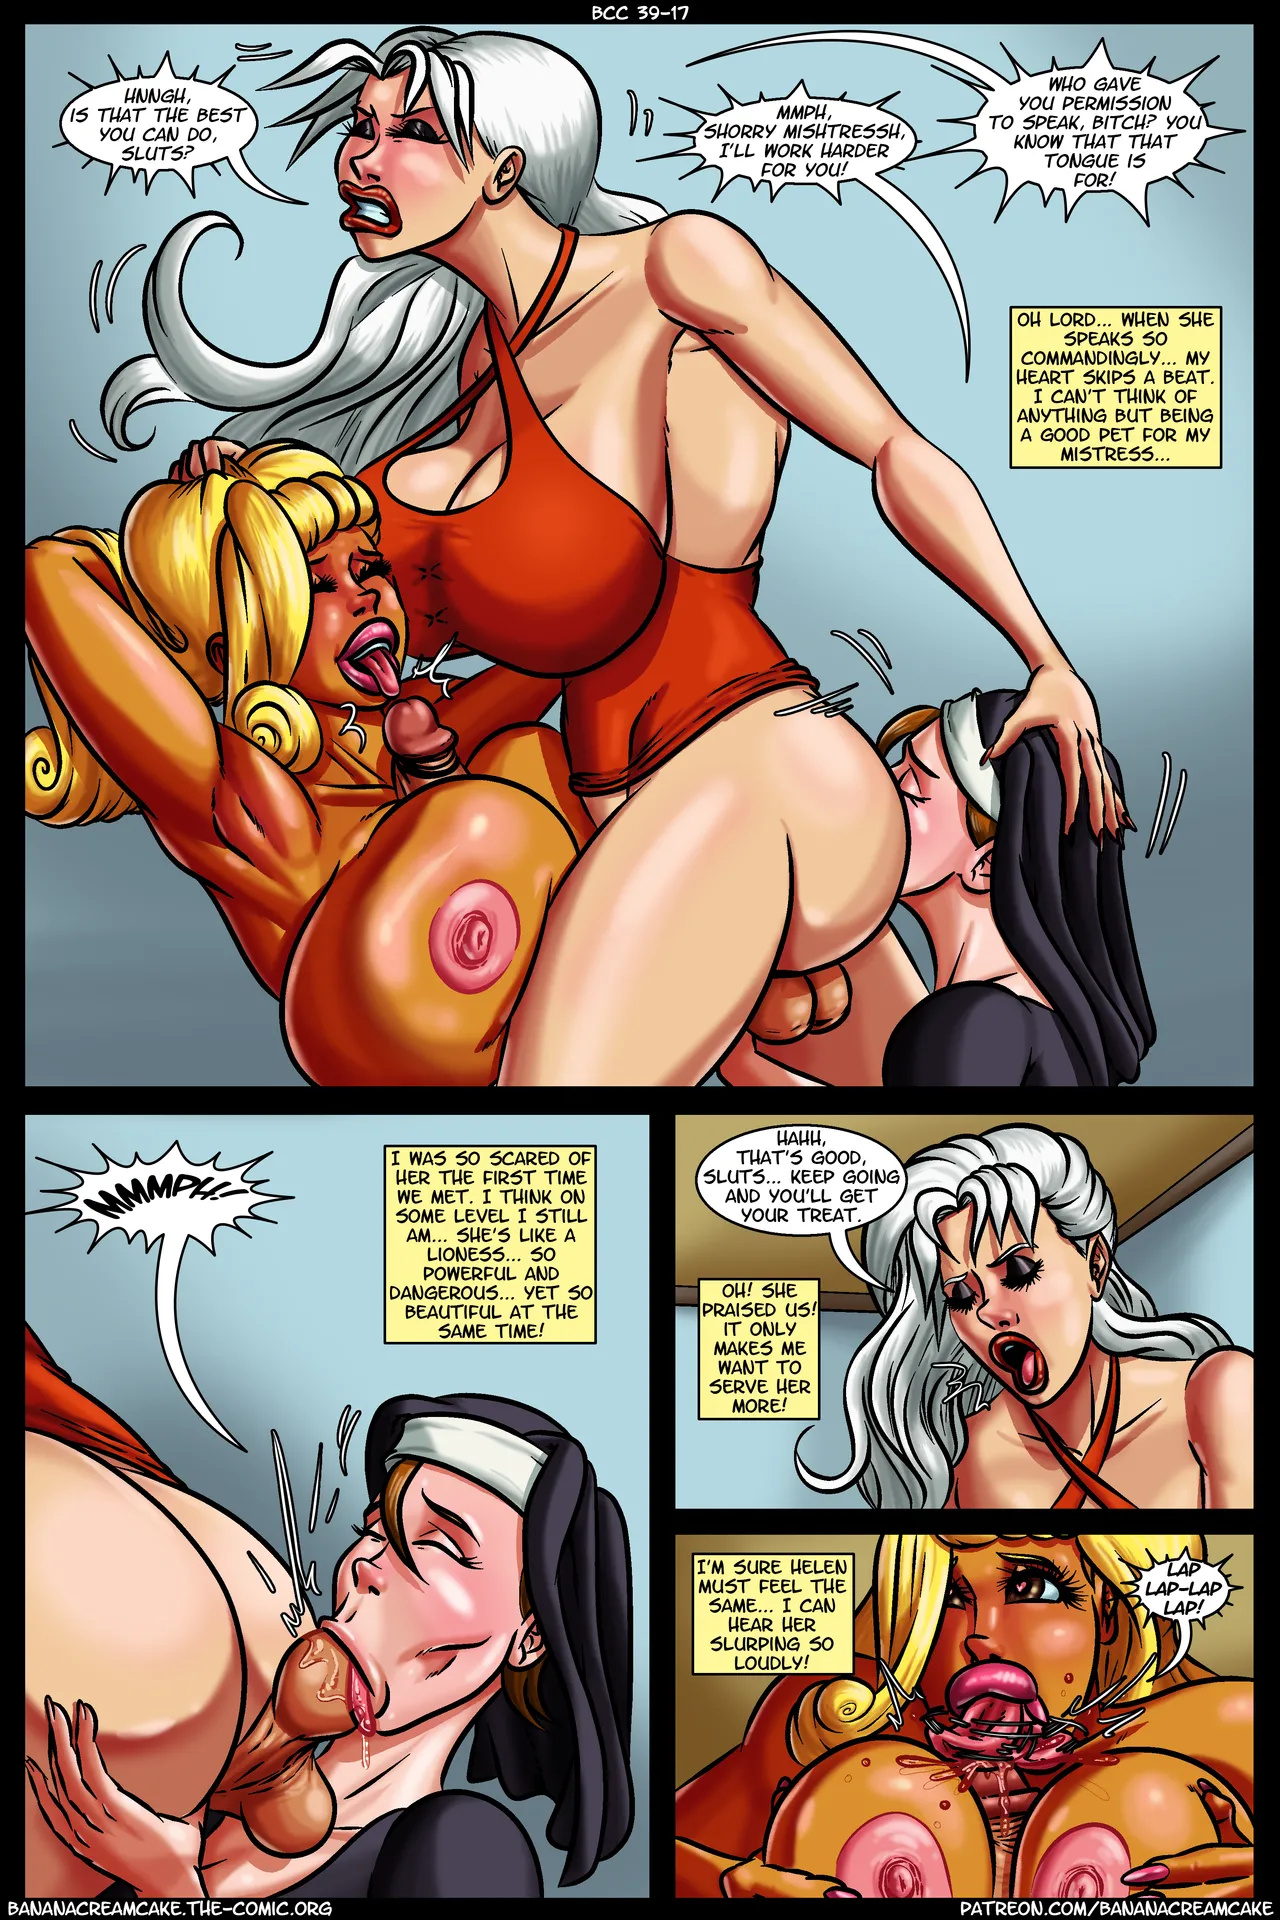 BCC 39-17
HNNGH,
IS THAT THE BEST
YOU CAN DO,
SLUTS?
MMPH,
SHORRY MISHTRESSH,
I'LL WORK HARDER
FOR YOU!
WHO GAVE
YOU PERMISSION
TO SPEAK, BITCH? YOU
KNOW THAT THAT
TONGUE IS
FOR!
OH LORD... WHEN SHE
SPEAKS SO
COMMANDINGLY... MY
HEART SKIPS A BEAT.
I CAN'T THINK OF
ANYTHING BUT BEING
A GOOD PET FOR MY
MISTRESS...
MMMPH!!
I WAS SO SCARED OF
HER THE FIRST TIME
WE MET. I THINK ON
SOME LEVEL I STILL
AM... SHE'S LIKE A
LIONESS... SO
POWERFUL AND
DANGEROUS... YET SO
BEAUTIFUL AT THE
SAME TIME!
HAHH,
THAT'S GOOD,
SLUTS... KEEP GOING
AND YOU'LL GET
YOUR TREAT.
OH! SHE
PRAISED US!
IT ONLY
MAKES ME
WANT TO
SERVE HER
MORE!
I'M SURE HELEN
MUST FEEL THE
SAME... I CAN
HEAR HER
SLURPING SO
LOUDLY!
LAP
LAP-LAP
LAP!
BANANACREAMCAKE.THE-COMIC.ORG
PATREON.COM/BANANACREAMCAKE